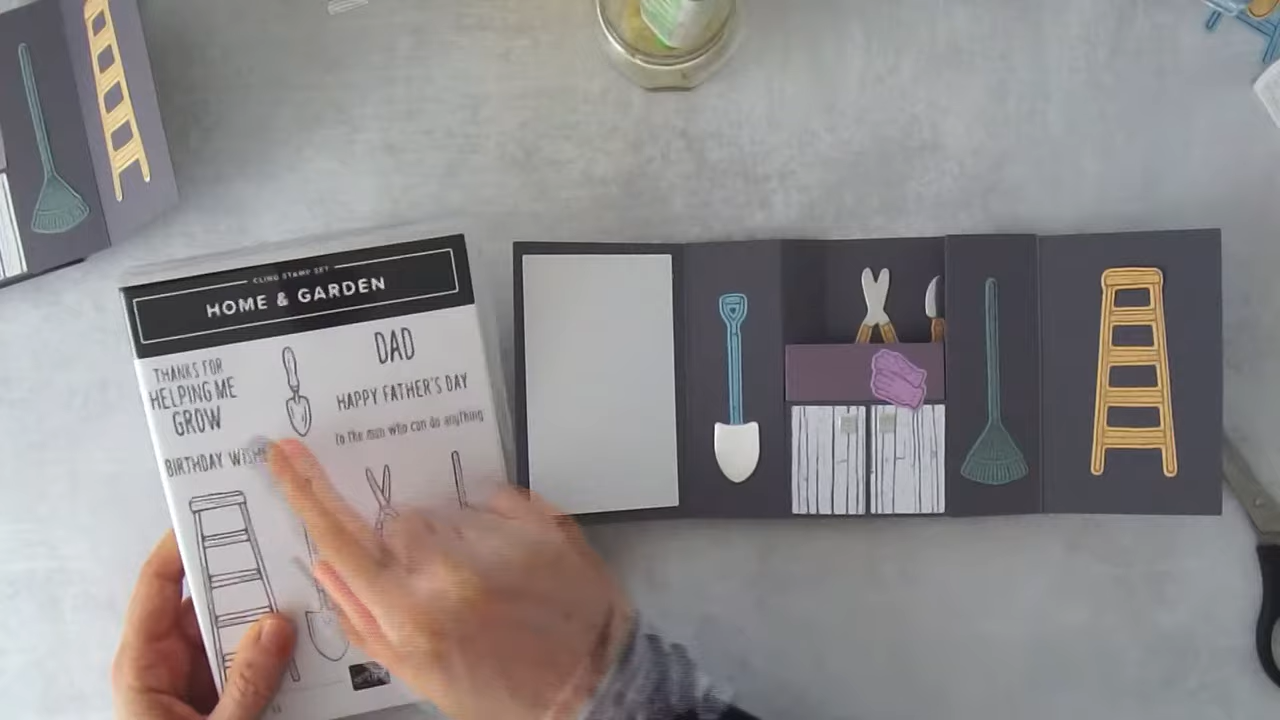 CLING STAMP SET
HOME & GARDEN
THANKS FOR
HELPING ME
GROW
DAD
HAPPY FATHER'S DAY
to the man who can do anything
BIRTHDAY WISHE